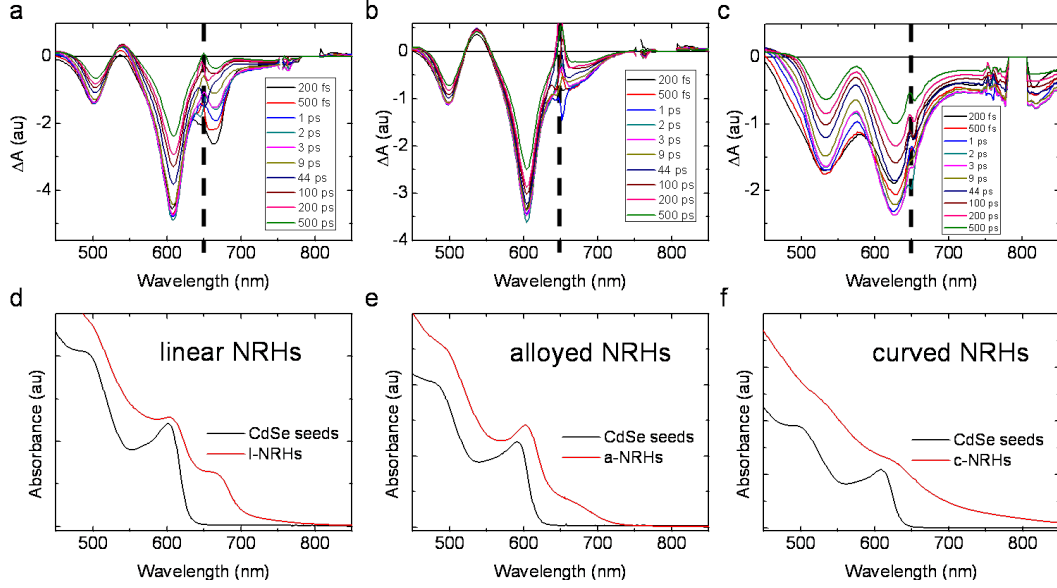 a
b
c
0
-2
-4
ΔA (au)
200 fs
500 fs
1 ps
2 ps
3 ps
9 ps
44 ps
100 ps
200 ps
500 ps
500 600 700 800
Wavelength (nm)
0
-1
-2
-3
-4
ΔA (au)
200 fs
500 fs
1 ps
2 ps
3 ps
9 ps
44 ps
100 ps
200 ps
500 ps
500 600 700 800
Wavelength (nm)
0
-1
-2
ΔA (au)
200 fs
500 fs
1 ps
2 ps
3 ps
9 ps
44 ps
100 ps
200 ps
500 ps
500 600 700 800
Wavelength (nm)
d
e
f
linear NRHs
CdSe seeds
l-NRHs
Absorbance (au)
500 600 700 800
Wavelength (nm)
alloyed NRHs
CdSe seeds
a-NRHs
Absorbance (au)
500 600 700 800
Wavelength (nm)
curved NRHs
CdSe seeds
c-NRHs
Absorbance (au)
500 600 700 800
Wavelength (nm)